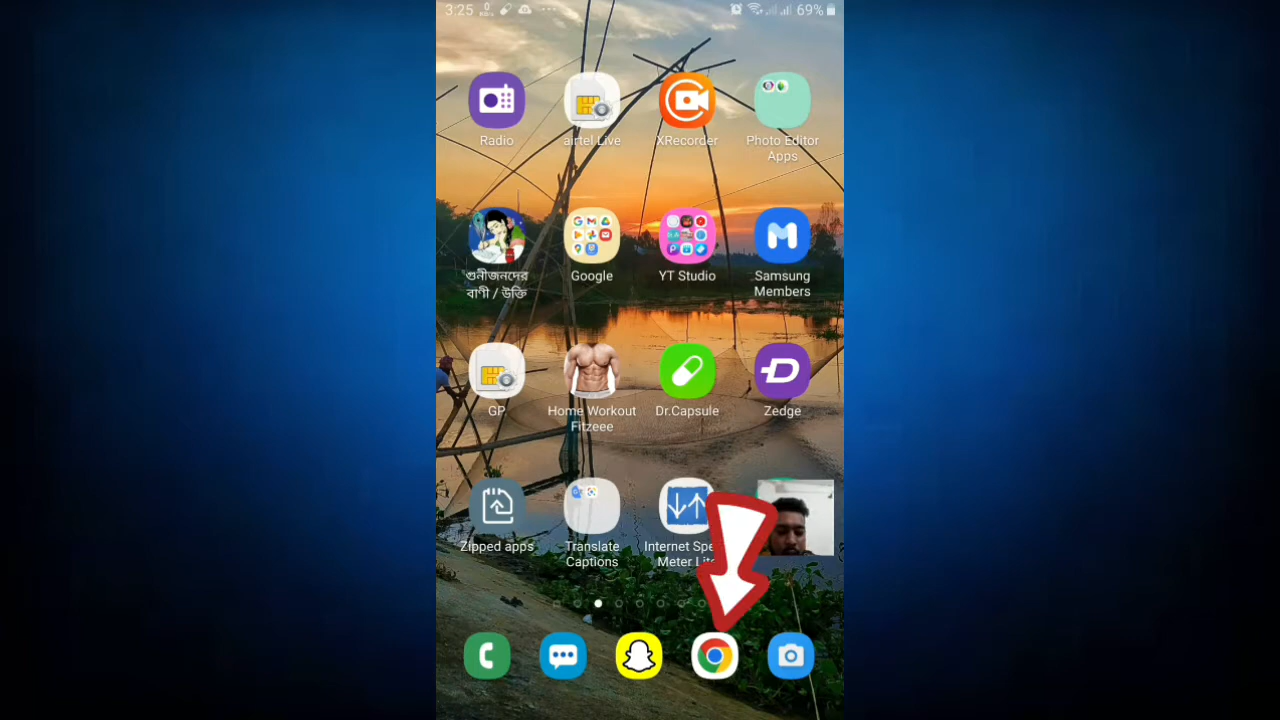 3:25
69%
Radio
airtel Live
XRecorder
Photo Editor
Apps
গুনীজনদের
বাণী / উক্তি
Google
YT Studio
Samsung
Members
GP
Home Workout
Fitzeee
Dr.Capsule
Zedge
Zipped apps
Translate
Captions
Internet Spe
Meter Lite